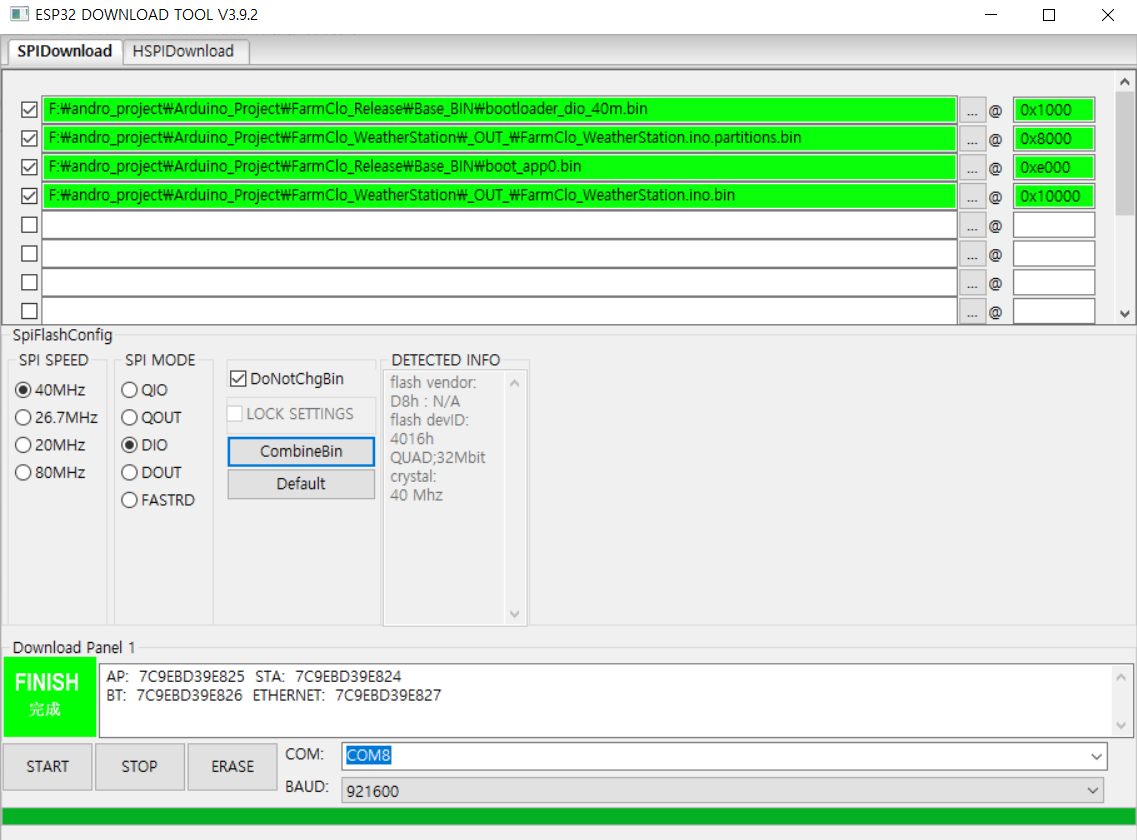 ESP32 DOWNLOAD TOOL V3.9.2
SPIDownload HSPIDownload
F:₩andro_project₩Arduino_Project₩FarmClo_Release₩Base_BIN₩bootloader_dio_40m.bin ... @ 0x1000
F:₩andro_project₩Arduino_Project₩FarmClo_WeatherStation₩_OUT_₩FarmClo_WeatherStation.ino.partitions.bin ... @ 0x8000
F:₩andro_project₩Arduino_Project₩FarmClo_Release₩Base_BIN₩boot_app0.bin ... @ 0xe000
F:₩andro_project₩Arduino_Project₩FarmClo_WeatherStation₩_OUT_₩FarmClo_WeatherStation.ino.bin ... @ 0x10000
... @
... @
... @
... @
SpiFlashConfig
SPI SPEED
40MHz
26.7MHz
20MHz
80MHz
SPI MODE
QIO
QOUT
DIO
DOUT
FASTRD
DoNotChgBin
LOCK SETTINGS
CombineBin
Default
DETECTED INFO
flash vendor:
D8h : N/A
flash devID:
4016h
QUAD;32Mbit
crystal:
40 Mhz
Download Panel 1
FINISH
完成
AP: 7C9EBD39E825 STA: 7C9EBD39E824
BT: 7C9EBD39E826 ETHERNET: 7C9EBD39E827
START STOP ERASE
COM: COM8
BAUD: 921600